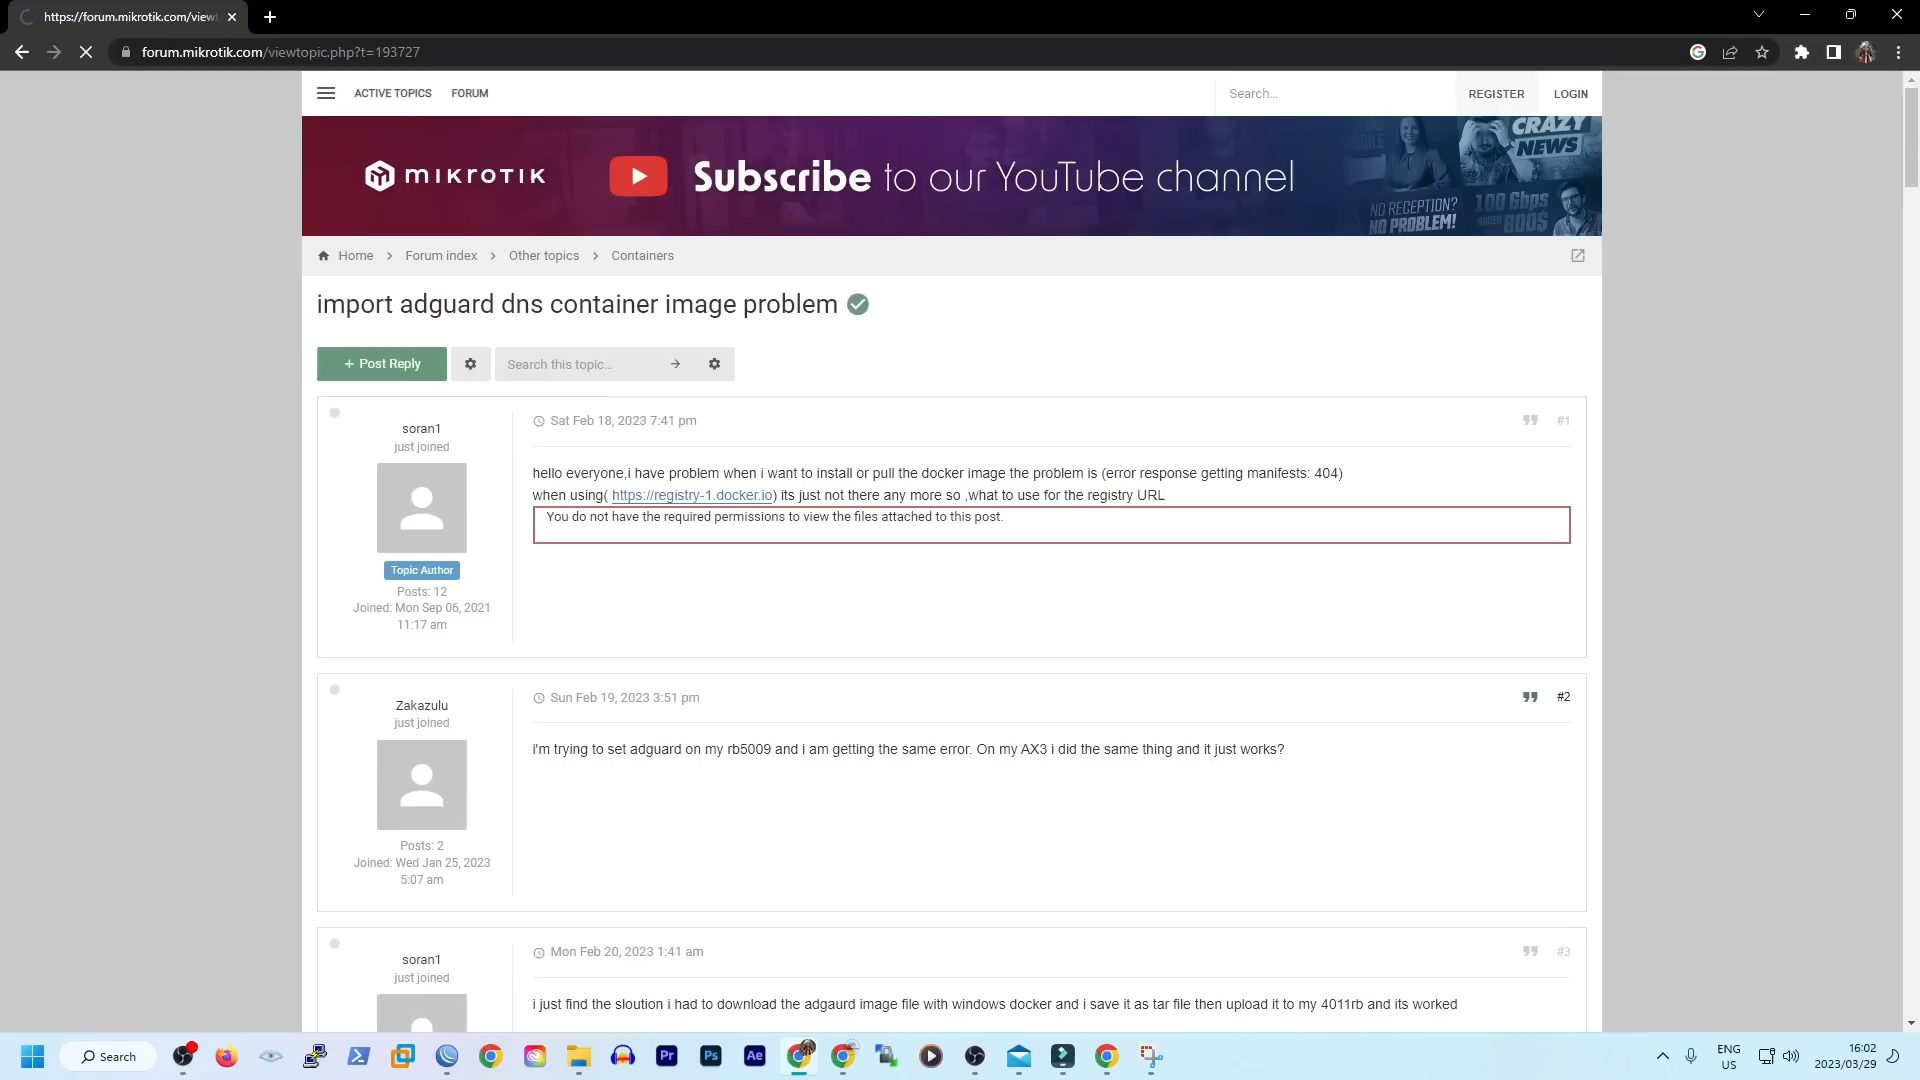 https://forum.mikrotik.com/viewt
forum.mikrotik.com/viewtopic.php?t=193727
ACTIVE TOPICS
FORUM
Search...
REGISTER
LOGIN
MIKROTIK
Subscribe to our YouTube channel
CRAZY
NEWS
NO RECEPTION?
NO PROBLEM!
100 Gbps
800$
Home
Forum index
Other topics
Containers
import adguard dns container image problem
+ Post Reply
Search this topic...
soran1
just joined
Topic Author
Posts: 12
Joined: Mon Sep 06, 2021
11:17 am
Sat Feb 18, 2023 7:41 pm
#1
hello everyone,i have problem when i want to install or pull the docker image the problem is (error response getting manifests: 404)
when using( https://registry-1.docker.io) its just not there any more so ,what to use for the registry URL
You do not have the required permissions to view the files attached to this post.
Zakazulu
just joined
Posts: 2
Joined: Wed Jan 25, 2023
5:07 am
Sun Feb 19, 2023 3:51 pm
#2
i'm trying to set adguard on my rb5009 and i am getting the same error. On my AX3 i did the same thing and it just works?
soran1
just joined
Mon Feb 20, 2023 1:41 am
#3
i just find the sloution i had to download the adgaurd image file with windows docker and i save it as tar file then upload it to my 4011rb and its worked
Search
Pr
Ps
Ae
ENG
US
16:02
2023/03/29